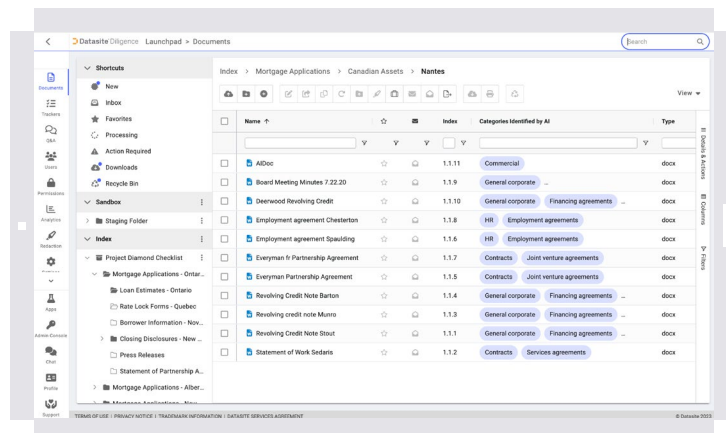 Datasite Diligence Launchpad > Documents
Search
Documents
Trackers
Q&A
Users
Permissions
Analytics
Redaction
Apps
Admin-Console
Chat
Profile
Support
Shortcuts
New
Inbox
Favorites
Processing
Action Required
Downloads
Recycle Bin
Sandbox
Staging Folder
Index
Project Diamond Checklist
Mortgage Applications - Ontar...
Loan Estimates - Ontario
Rate Lock Forms - Quebec
Borrower Information - Nov...
Closing Disclosures - New ...
Press Releases
Statement of Partnership A...
Mortgage Applications - Alber...
Index > Mortgage Applications > Canadian Assets > Nantes
View
Name Index Categories Identified by AI Type
AIDoc 1.1.11 Commercial docx
Board Meeting Minutes 7.22.20 1.1.9 General corporate ... docx
Deerwood Revolving Credit 1.1.10 General corporate Financing agreements ... docx
Employment agreement Chesterton 1.1.8 HR Employment agreements docx
Employment agreement Spaulding 1.1.6 HR Employment agreements docx
Everyman fr Partnership Agreement 1.1.7 Contracts Joint venture agreements docx
Everyman Partnership Agreement 1.1.5 Contracts Joint venture agreements docx
Revolving Credit Note Barton 1.1.4 General corporate Financing agreements ... docx
Revolving credit note Munro 1.1.3 General corporate Financing agreements ... docx
Revolving Credit Note Stout 1.1.1 General corporate Financing agreements ... docx
Statement of Work Sedaris 1.1.2 Contracts Services agreements docx
Details & Actions
Columns
Filters
TERMS OF USE | PRIVACY NOTICE | TRADEMARK INFORMATION | DATASITE SERVICES AGREEMENT
© Datasite 2023